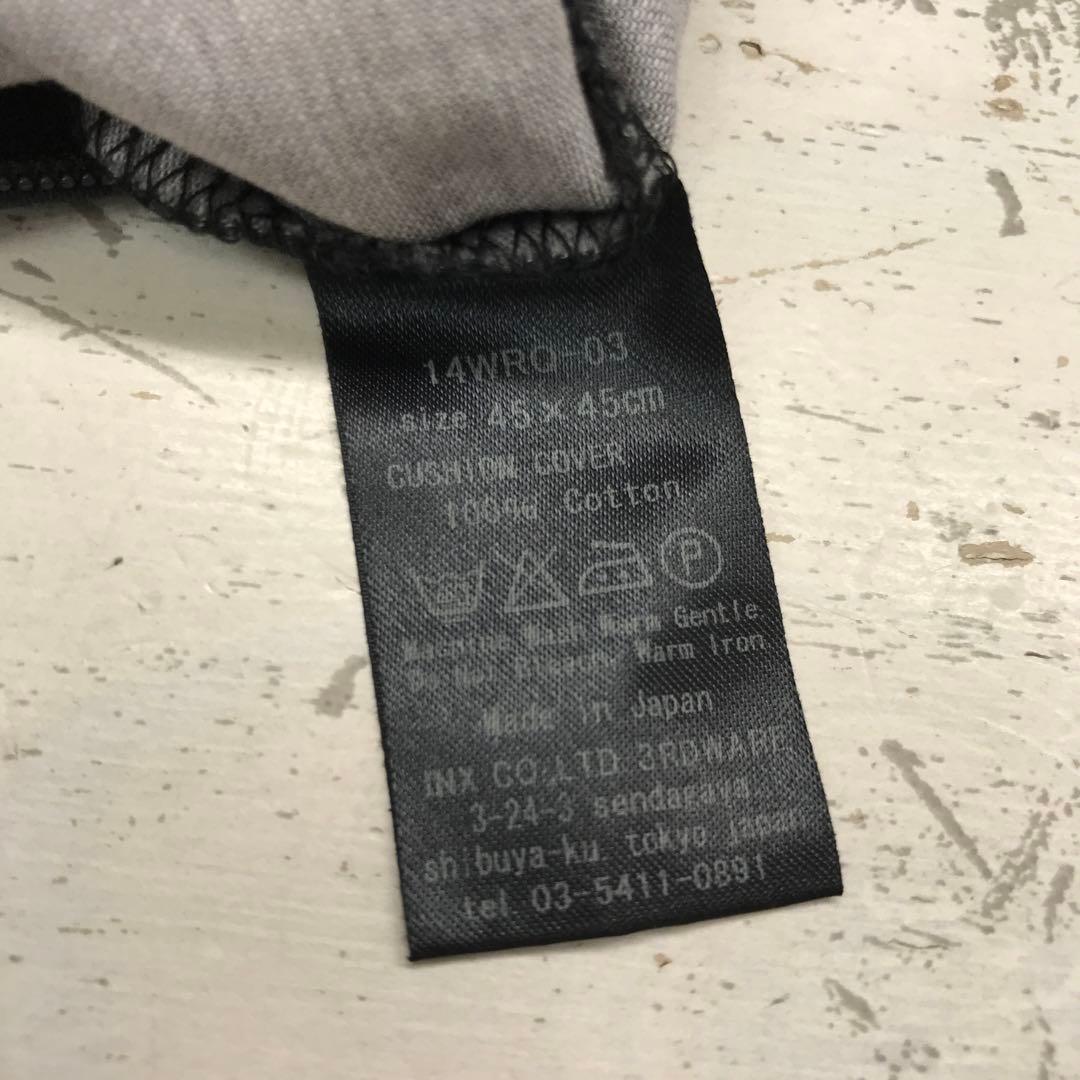 14WRO-03
size 45×45cm
CUSHION COVER
100% Cotton
P
Machine Wash Warm Gentle
Do not Bleach Warm Iron
Made in Japan
INX CO.LTD 3RDWARE
3-24-3 sendagaya
shibuya-ku. tokyo japan
tel 03-5411-0891